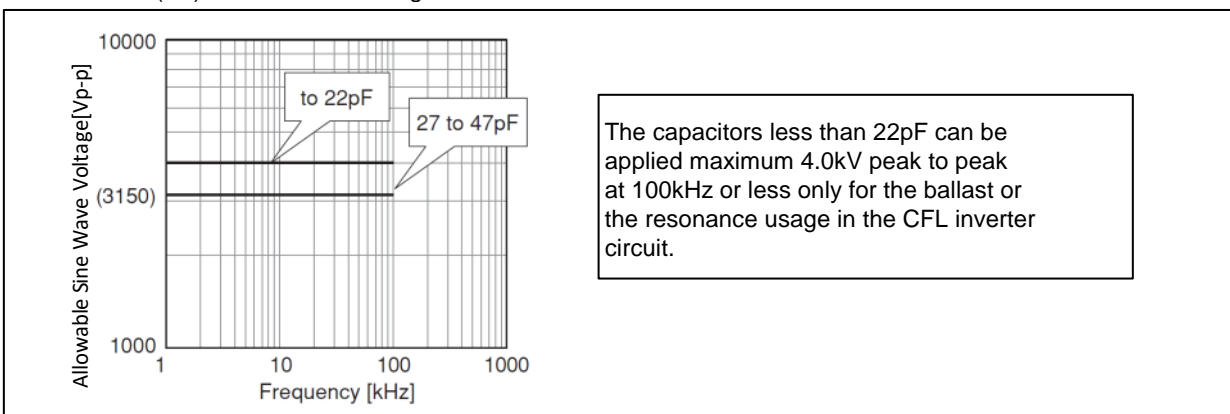 10000
to 22pF
27 to 47pF
(3150)
1000
1
10
100
1000
Frequency [kHz]
Allowable Sine Wave Voltage[Vp-p]
The capacitors less than 22pF can be
applied maximum 4.0kV peak to peak
at 100kHz or less only for the ballast or
the resonance usage in the CFL inverter
circuit.